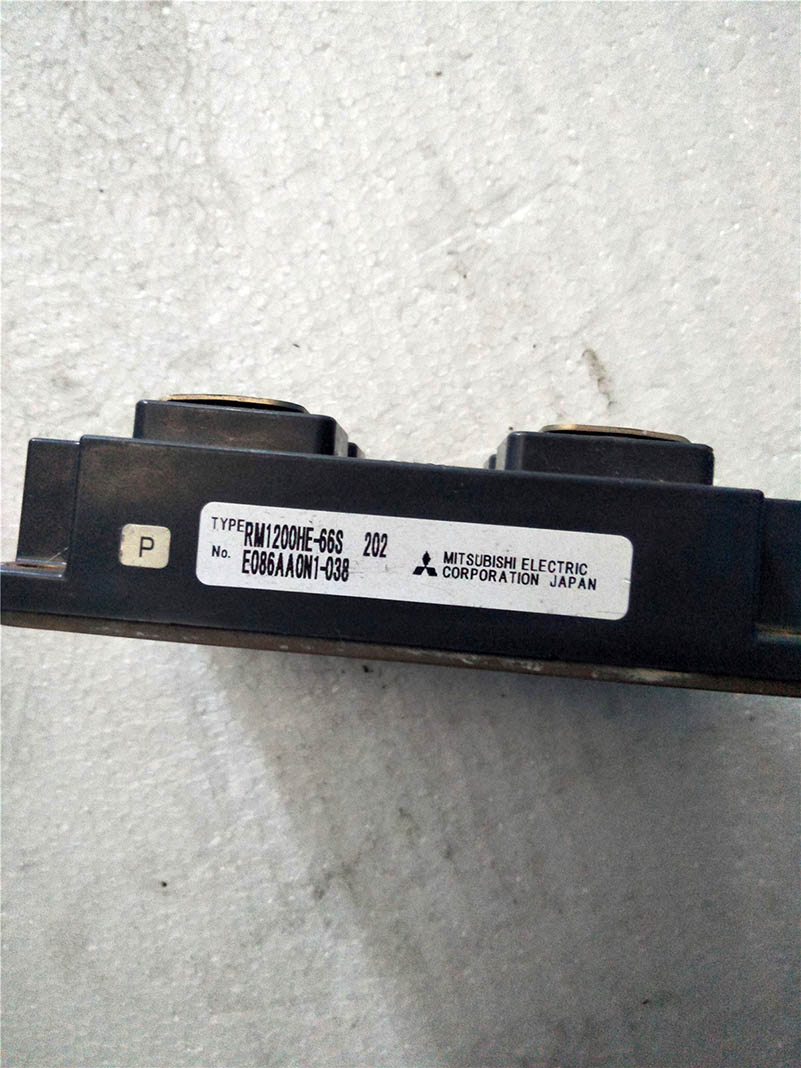 P
TYPE RM1200HE-66S 202
No. E086AA0N1-038
MITSUBISHI ELECTRIC
CORPORATION JAPAN